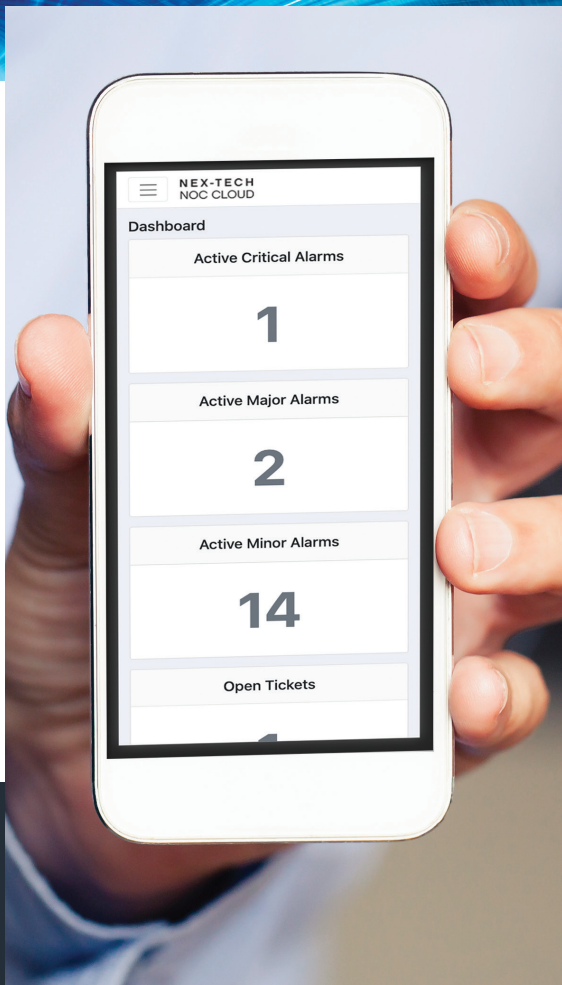 NEX-TECH
NOC CLOUD
Dashboard
Active Critical Alarms
1
Active Major Alarms
2
Active Minor Alarms
14
Open Tickets